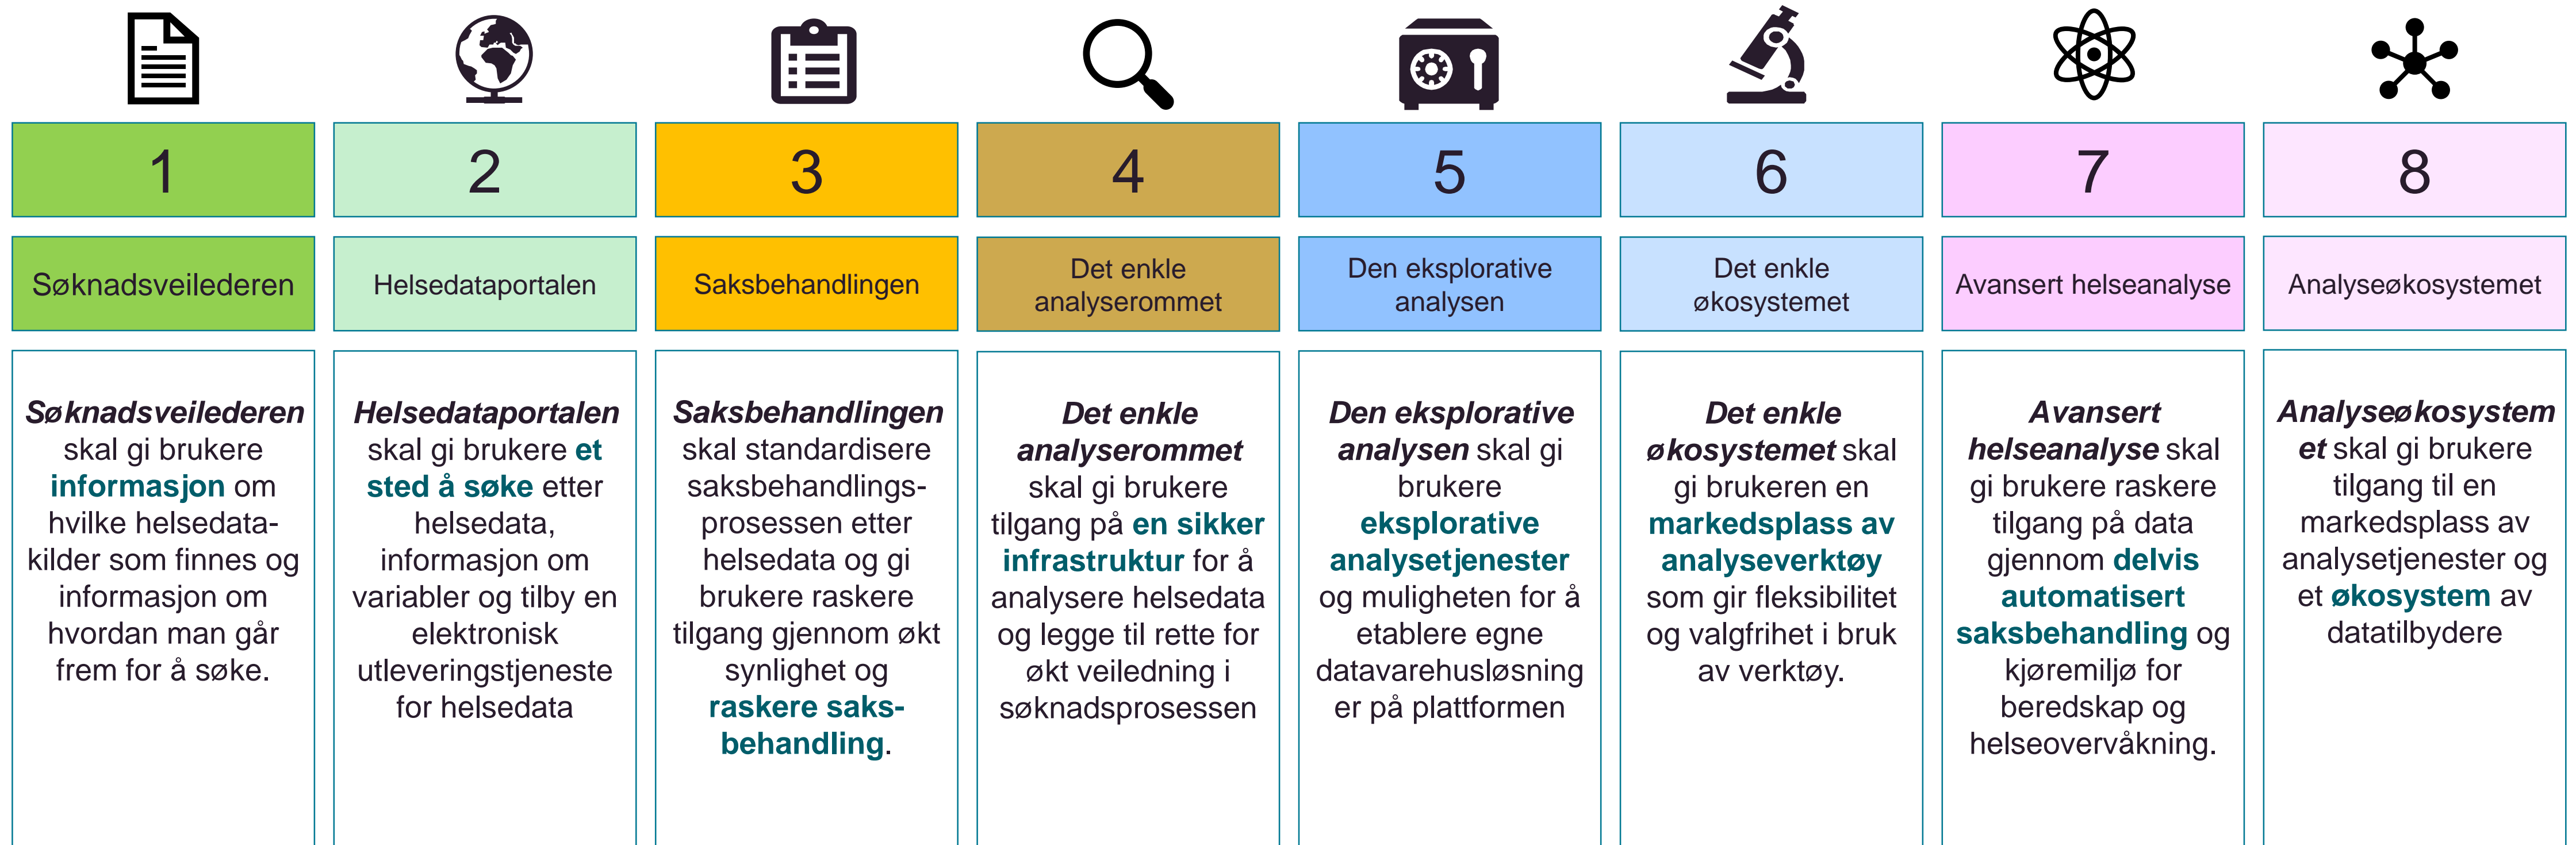 1
2
3
4
5
6
7
8
Søknadsveilederen
Helsedataportalen
Saksbehandlingen
Det enkle
analyserommet
Den eksplorative
analysen
Det enkle
økosystemet
Avansert helseanalyse
Analyseøkosystemet
Søknadsveilederen
skal gi brukere
informasjon om
hvilke helsedata-
kilder som finnes og
informasjon om
hvordan man går
frem for å søke.
Helsedataportalen
skal gi brukere et
sted å søke etter
helsedata,
informasjon om
variabler og tilby en
elektronisk
utleveringstjeneste
for helsedata
Saksbehandlingen
skal standardisere
saksbehandlings-
prosessen etter
helsedata og gi
brukere raskere
tilgang gjennom økt
synlighet og
raskere saks-
behandling.
Det enkle
analyserommet
skal gi brukere
tilgang på en sikker
infrastruktur for å
analysere helsedata
og legge til rette for
økt veiledning i
søknadsprosessen
Den eksplorative
analysen skal gi
brukere
eksplorative
analysetjenester
og muligheten for å
etablere egne
datavarehusløsning
er på plattformen
Det enkle
økosystemet skal
gi brukeren en
markedsplass av
analyseverktøy
som gir fleksibilitet
og valgfrihet i bruk
av verktøy.
Avansert
helseanalyse skal
gi brukere raskere
tilgang på data
gjennom delvis
automatisert
saksbehandling og
kjøremiljø for
beredskap og
helseovervåkning.
Analyseøkosystem
et skal gi brukere
tilgang til en
markedsplass av
analysetjenester og
et økosystem av
datatilbydere